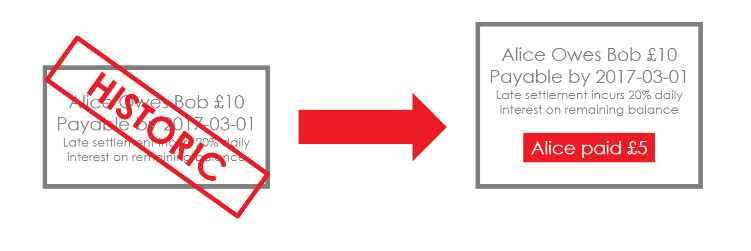 Alice Owes Bob £10
Payable by 2017-03-01
Late settlement incurs 20% daily
interest on remaining balance
HISTORIC
Alice Owes Bob £10
Payable by 2017-03-01
Late settlement incurs 20% daily
interest on remaining balance
Alice paid £5